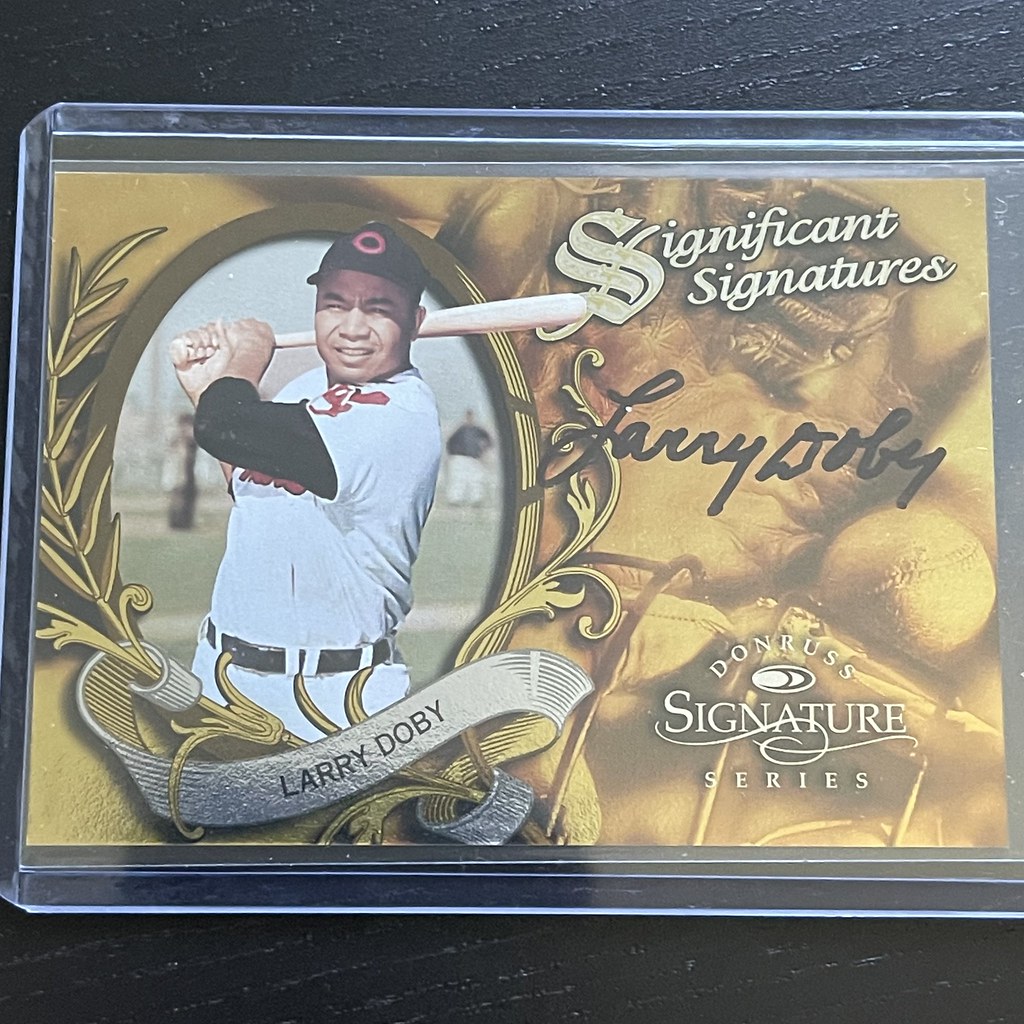 Significant
Signatures
Larry Doby
DONRUSS
SIGNATURE
SERIES
LARRY DOBY